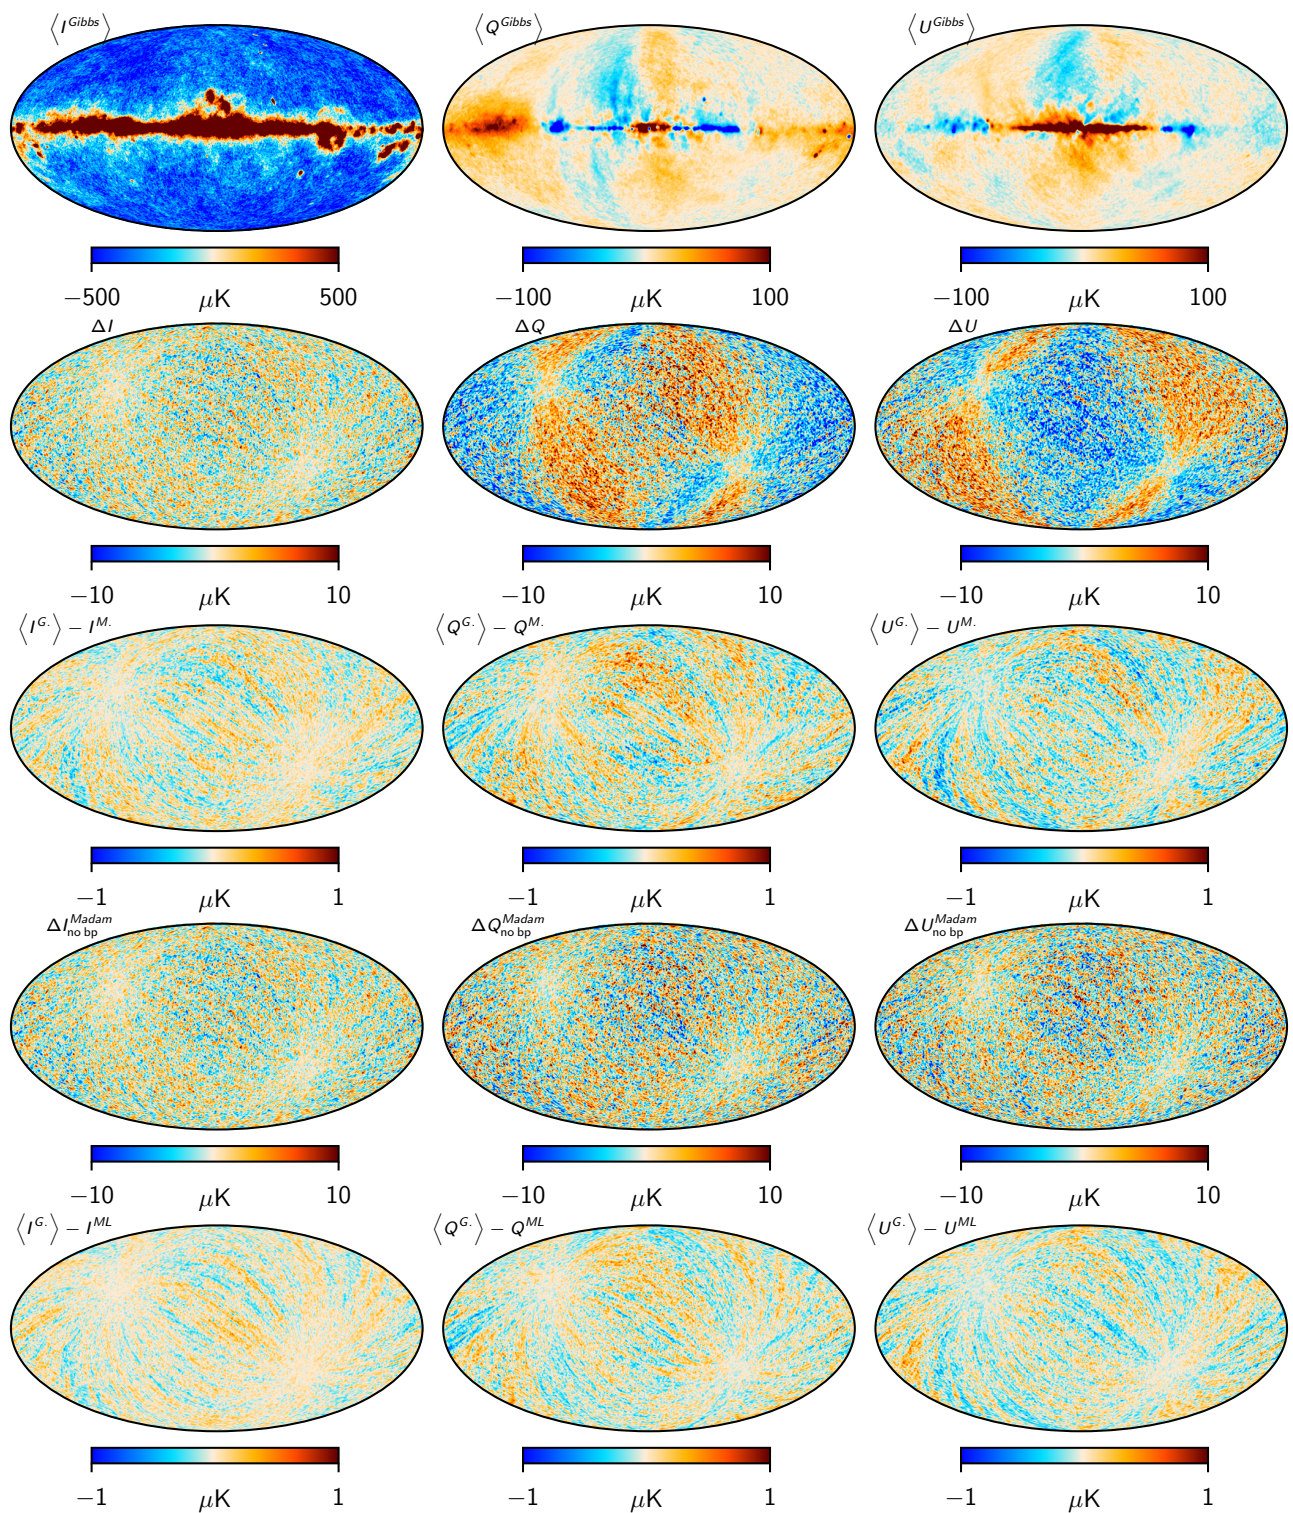 ⟨I^Gibbs⟩ ⟨Q^Gibbs⟩ ⟨U^Gibbs⟩
−500 μK 500 −100 μK 100 −100 μK 100
ΔI ΔQ ΔU
−10 μK 10 −10 μK 10 −10 μK 10
⟨I^G.⟩ − I^M. ⟨Q^G.⟩ − Q^M. ⟨U^G.⟩ − U^M.
−1 μK 1 −1 μK 1 −1 μK 1
ΔI^Madam_no bp ΔQ^Madam_no bp ΔU^Madam_no bp
−10 μK 10 −10 μK 10 −10 μK 10
⟨I^G.⟩ − I^ML ⟨Q^G.⟩ − Q^ML ⟨U^G.⟩ − U^ML
−1 μK 1 −1 μK 1 −1 μK 1